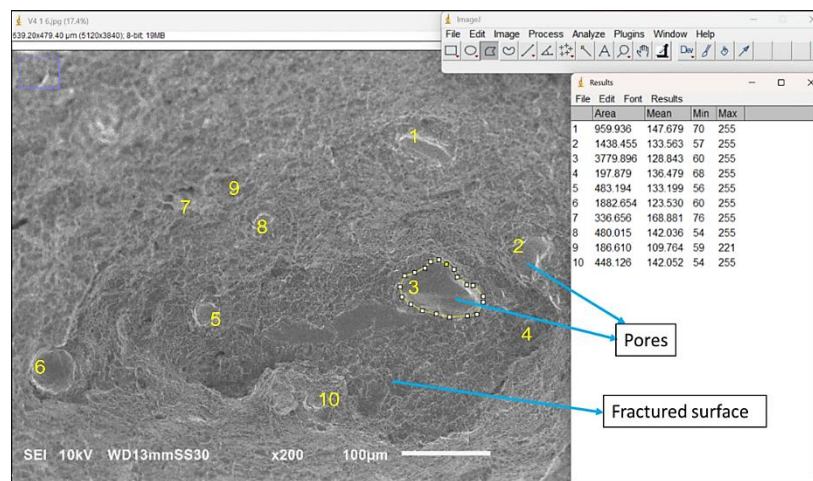 V4 1 6.jpg (17.4%)
639.20x479.40 µm (5120x3840); 8-bit; 19MB
ImageJ
File Edit Image Process Analyze Plugins Window Help
Dev
Results
File Edit Font Results
Area Mean Min Max
1 959.936 147.679 70 255
2 1438.455 133.563 57 255
3 3779.896 128.843 60 255
4 197.879 136.479 68 255
5 483.194 133.199 56 255
6 1882.654 123.530 60 255
7 336.656 168.881 76 255
8 480.015 142.036 54 255
9 186.610 109.764 59 221
10 448.126 142.052 54 255
1
9
7
8
2
3
5
4
6
10
Pores
Fractured surface
SEI 10kV WD13mmSS30 x200 100µm